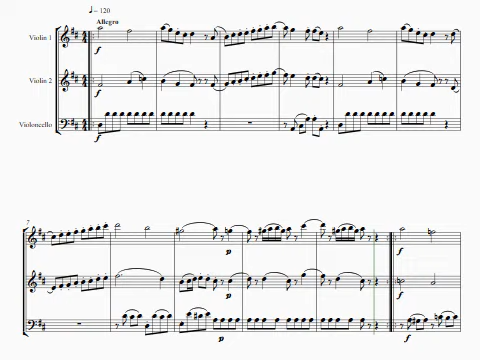 ♩ = 120
Allegro
Violin 1
f
Violin 2
f
Violoncello
f
7
p
f
p
f
f